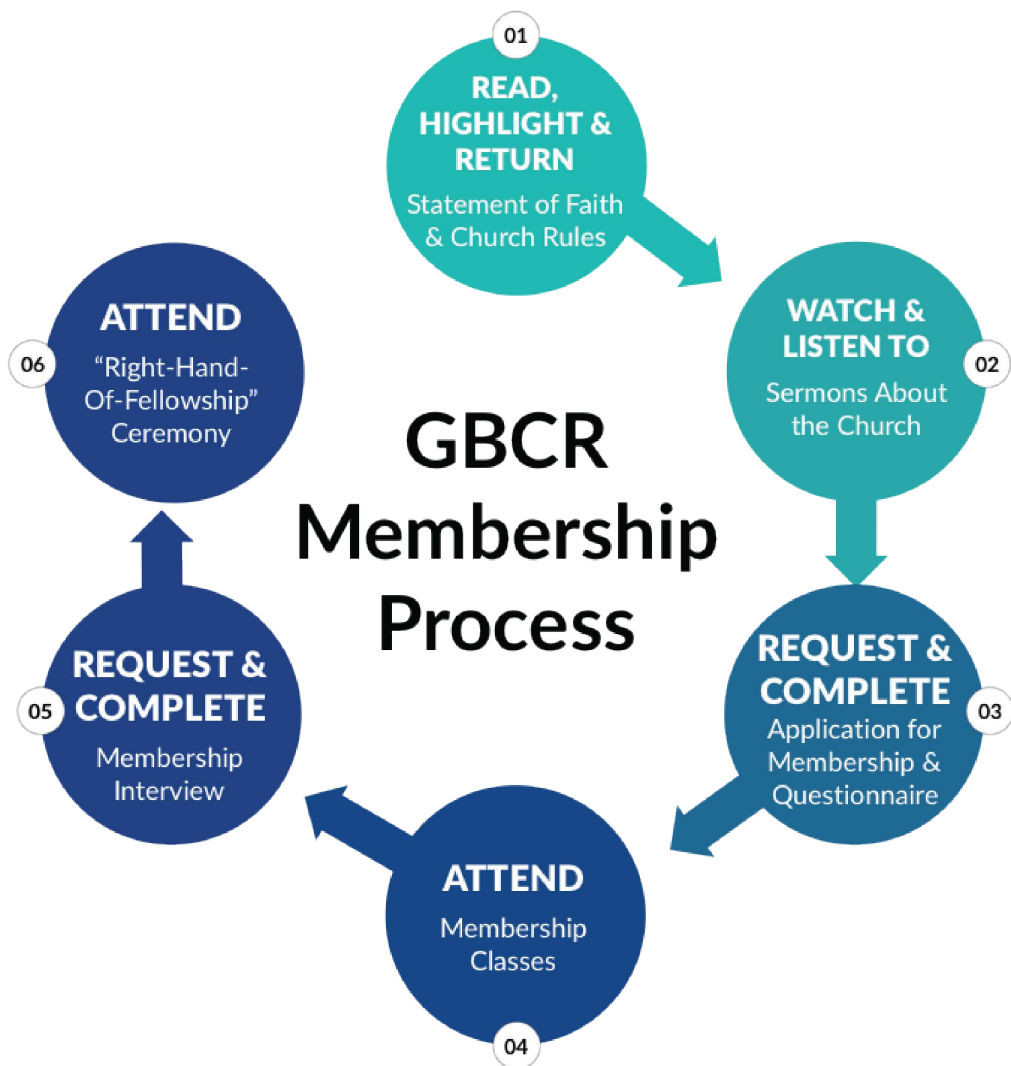 01
READ,
HIGHLIGHT &
RETURN
Statement of Faith
& Church Rules
02
WATCH &
LISTEN TO
Sermons About
the Church
03
REQUEST &
COMPLETE
Application for
Membership &
Questionnaire
04
ATTEND
Membership
Classes
05
REQUEST &
COMPLETE
Membership
Interview
06
ATTEND
“Right-Hand-
Of-Fellowship”
Ceremony
GBCR
Membership
Process